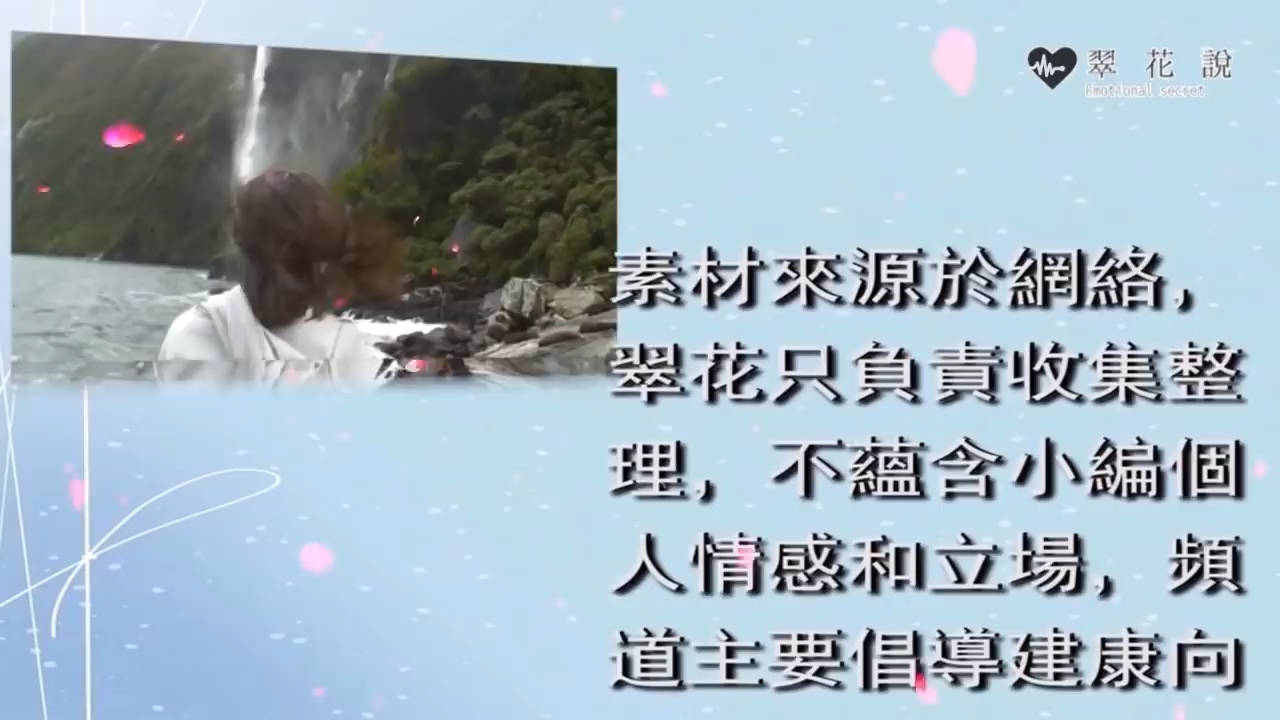 翠花說
Emotional secret
素材來源於網絡，
翠花只負責收集整
理，不蘊含小編個
人情感和立場，頻
道主要倡導建康向